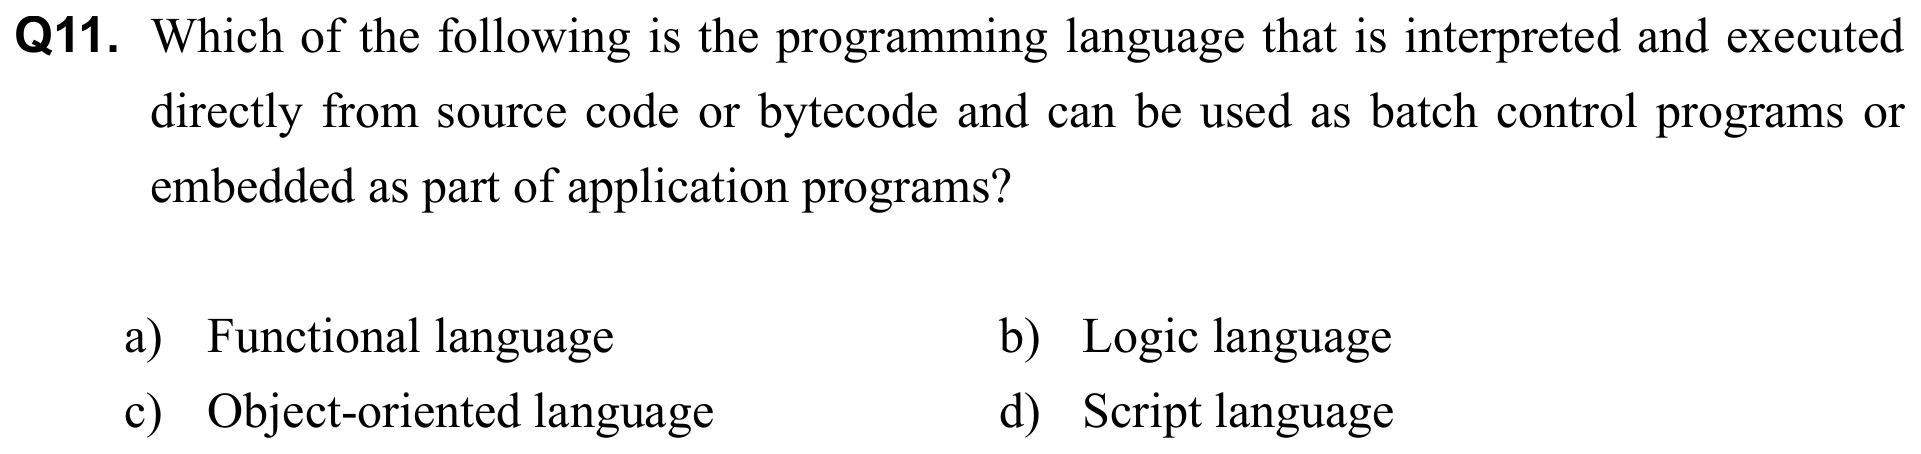 Q11. Which of the following is the programming language that is interpreted and executed
directly from source code or bytecode and can be used as batch control programs or
embedded as part of application programs?
a) Functional language b) Logic language
c) Object-oriented language d) Script language